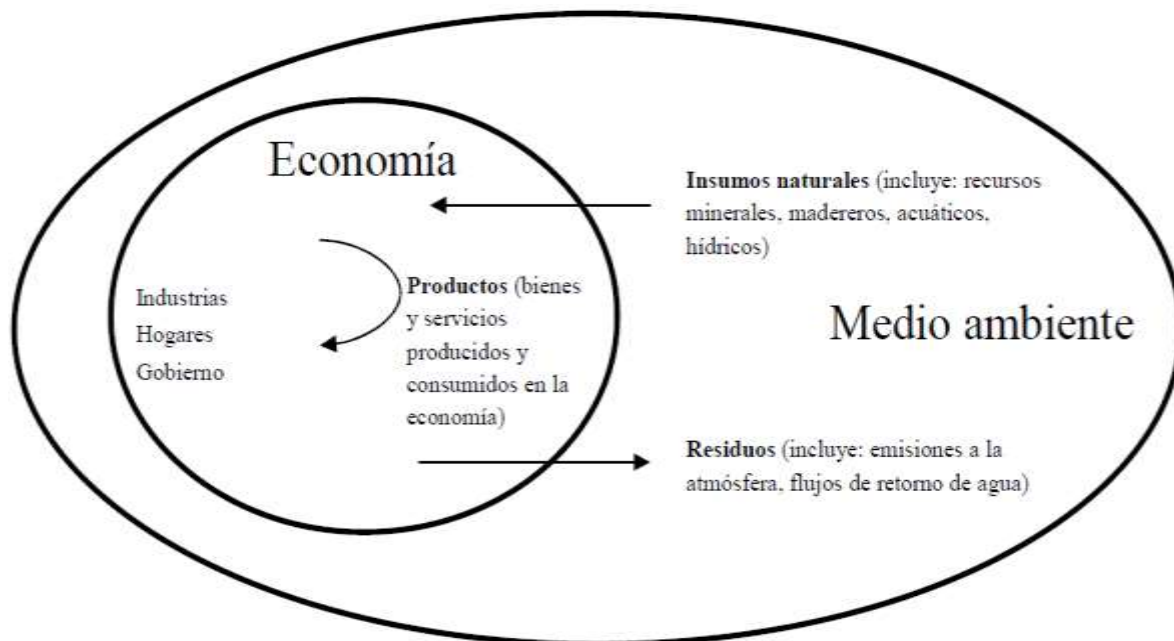 Economía
Insumos naturales (incluye: recursos
minerales, madereros, acuáticos,
hídricos)
Industrias
Hogares
Gobierno
Productos (bienes
y servicios
producidos y
consumidos en la
economía)
Medio ambiente
Residuos (incluye: emisiones a la
atmósfera, flujos de retorno de agua)